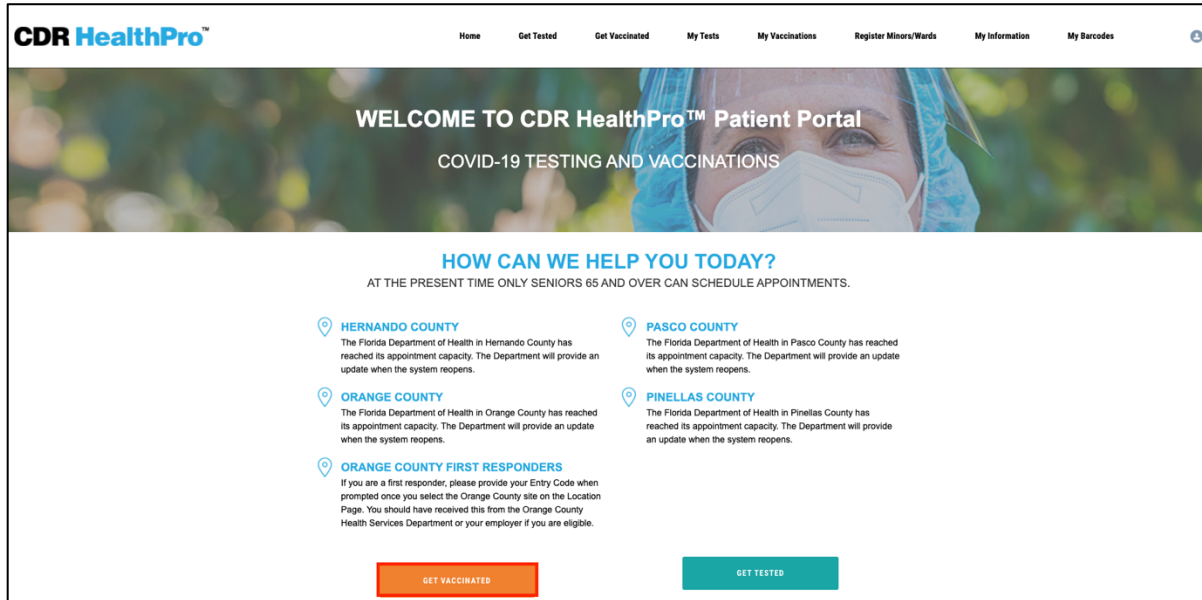 CDR HealthPro™
Home Get Tested Get Vaccinated My Tests My Vaccinations Register Minors/Wards My Information My Barcodes
WELCOME TO CDR HealthPro™ Patient Portal
COVID-19 TESTING AND VACCINATIONS
HOW CAN WE HELP YOU TODAY?
AT THE PRESENT TIME ONLY SENIORS 65 AND OVER CAN SCHEDULE APPOINTMENTS.
HERNANDO COUNTY
The Florida Department of Health in Hernando County has
reached its appointment capacity. The Department will provide an
update when the system reopens.
PASCO COUNTY
The Florida Department of Health in Pasco County has reached
its appointment capacity. The Department will provide an update
when the system reopens.
ORANGE COUNTY
The Florida Department of Health in Orange County has reached
its appointment capacity. The Department will provide an update
when the system reopens.
PINELLAS COUNTY
The Florida Department of Health in Pinellas County has
reached its appointment capacity. The Department will provide
an update when the system reopens.
ORANGE COUNTY FIRST RESPONDERS
If you are a first responder, please provide your Entry Code when
prompted once you select the Orange County site on the Location
Page. You should have received this from the Orange County
Health Services Department or your employer if you are eligible.
GET VACCINATED
GET TESTED